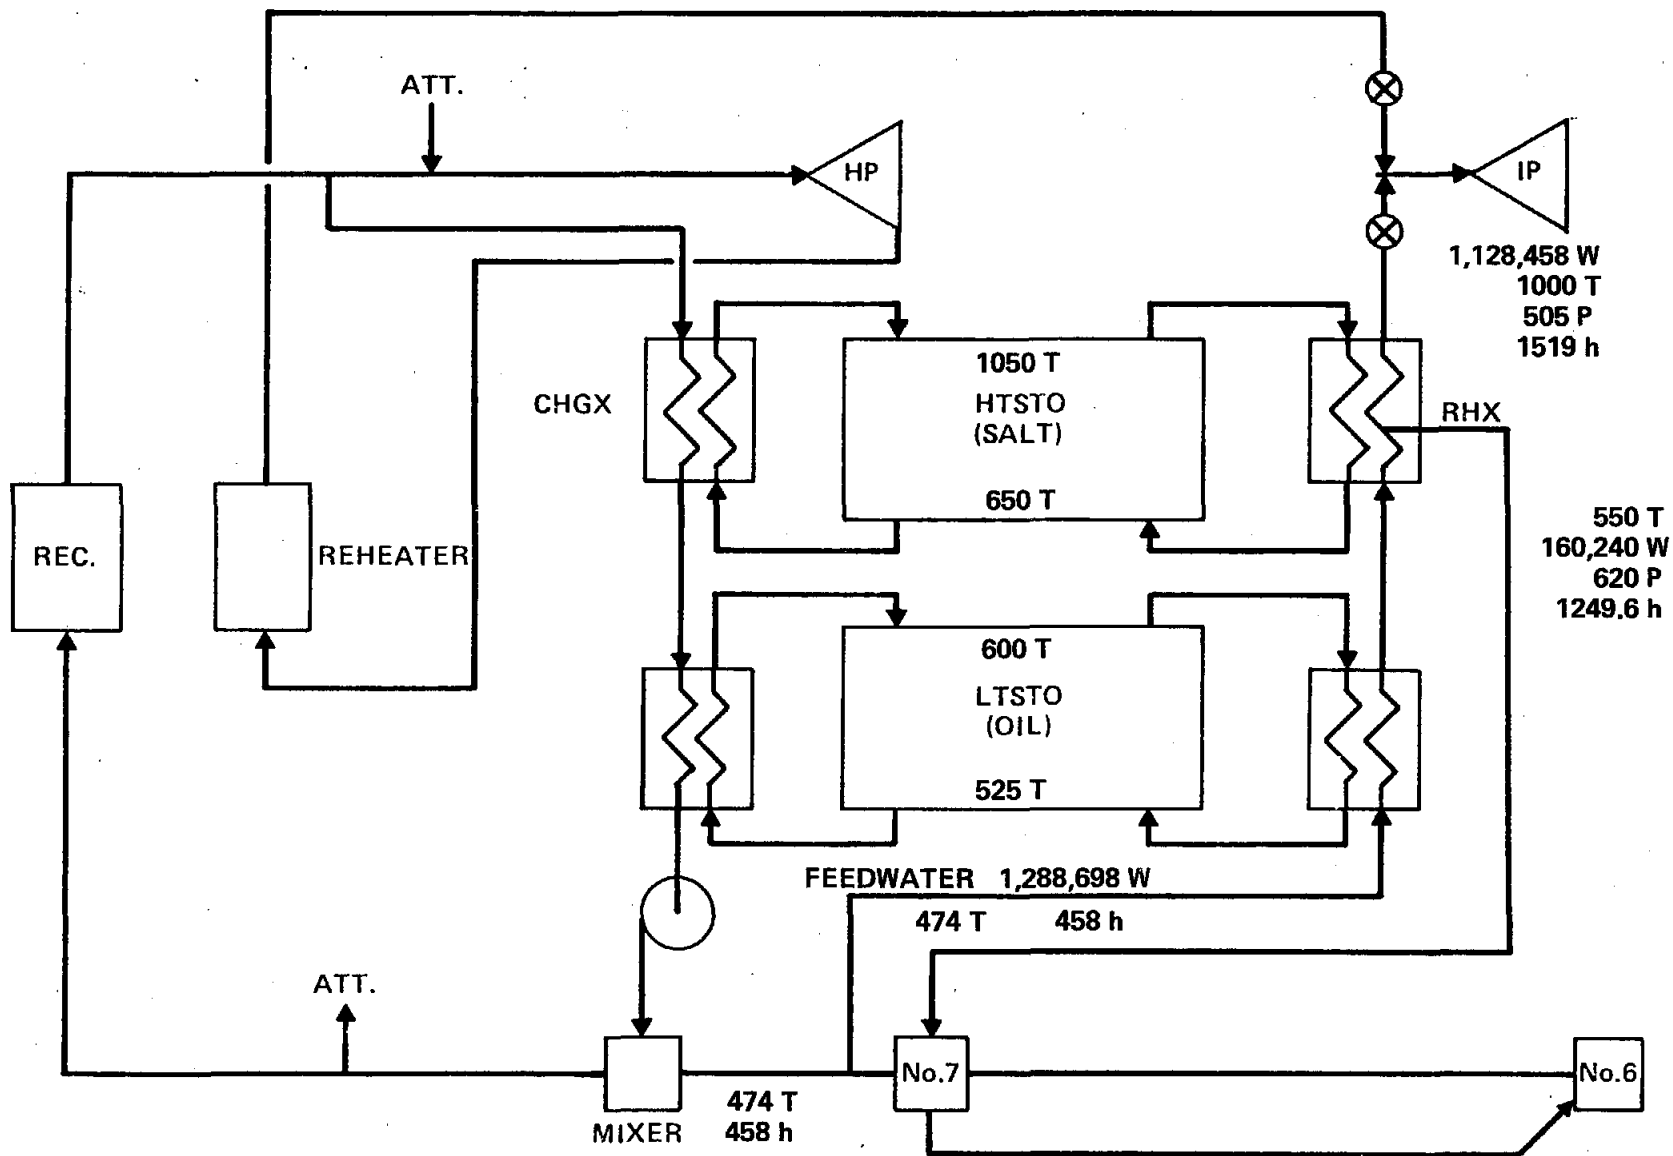 ATT.
HP
IP
1,128,458 W
1000 T
505 P
1519 h
1050 T
CHGX
HTSTO
(SALT)
RHX
650 T
REC.
REHEATER
550 T
160,240 W
620 P
1249.6 h
600 T
LTSTO
(OIL)
525 T
FEEDWATER 1,288,698 W
474 T 458 h
ATT.
No.7
No.6
474 T
458 h
MIXER